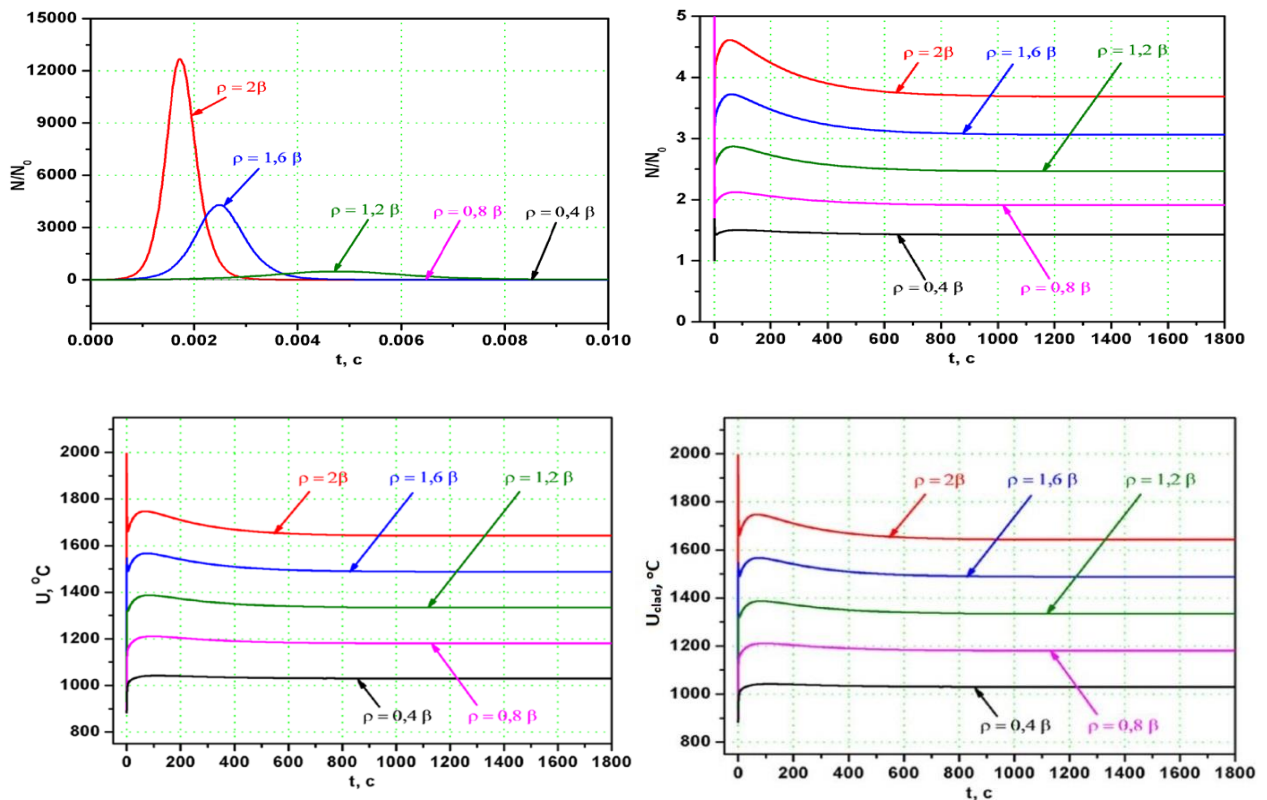 15000
12000
9000
6000
3000
0
N/N₀
ρ = 2β
ρ = 1,6 β
ρ = 1,2 β
ρ = 0,8 β
ρ = 0,4 β
0.000 0.002 0.004 0.006 0.008 0.010
t, c
5
4
3
2
1
0
N/N₀
ρ = 2β
ρ = 1,6 β
ρ = 1,2 β
ρ = 0,4 β
ρ = 0,8 β
0 200 400 600 800 1000 1200 1400 1600 1800
t, c
2000
1800
1600
1400
1200
1000
800
U, °C
ρ = 2β
ρ = 1,6 β
ρ = 1,2 β
ρ = 0,4 β
ρ = 0,8 β
0 200 400 600 800 1000 1200 1400 1600 1800
t, c
2000
1800
1600
1400
1200
1000
800
U_clad, °C
ρ = 2β
ρ = 1,6 β
ρ = 1,2 β
ρ = 0,4 β
ρ = 0,8 β
0 200 400 600 800 1000 1200 1400 1600 1800
t, c